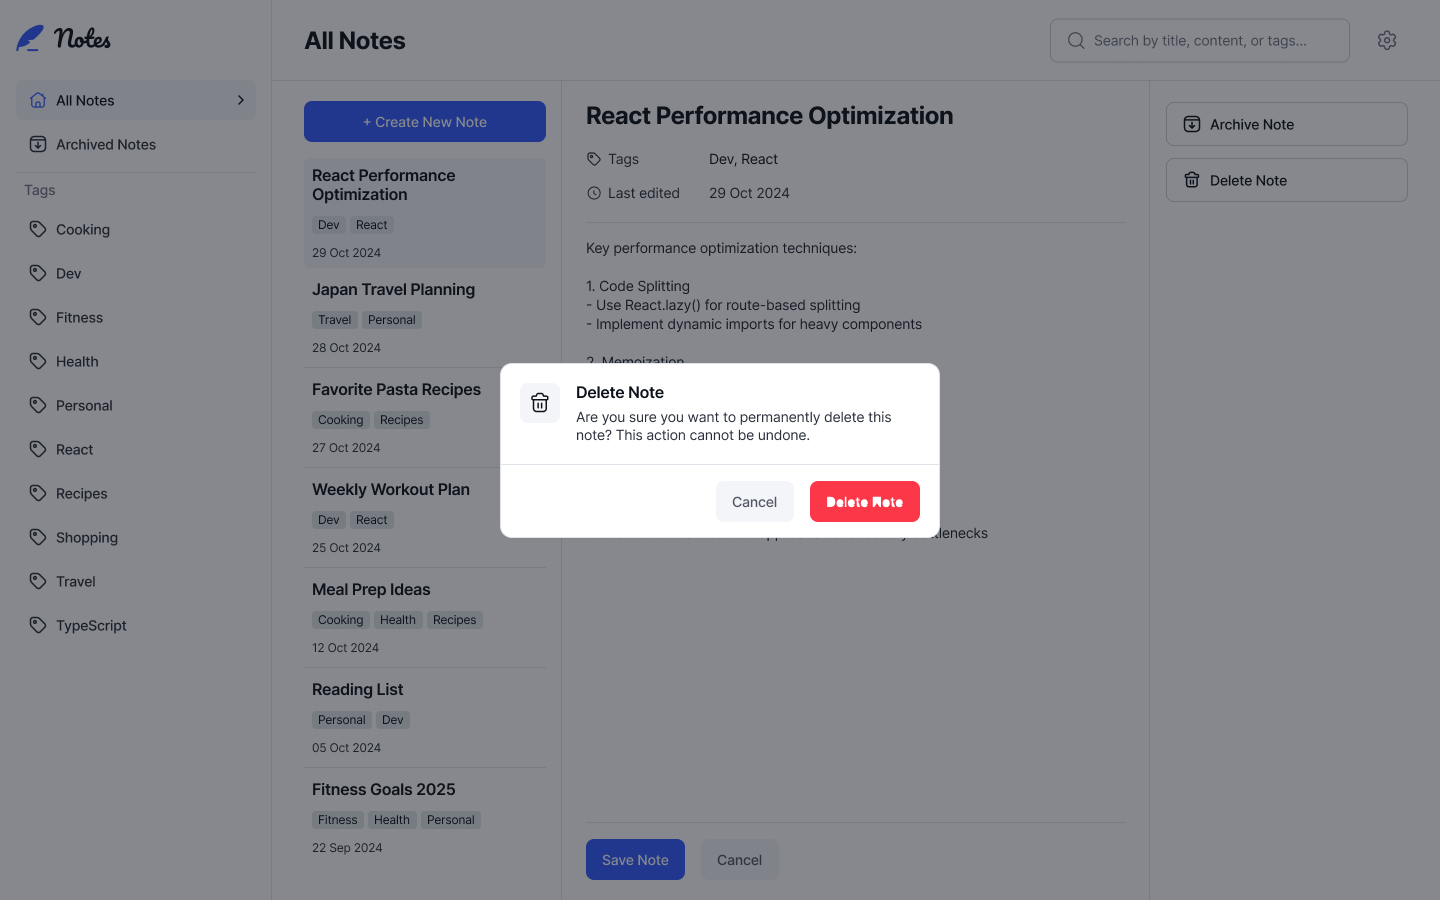 Notes
All Notes
Archived Notes
Tags
Cooking
Dev
Fitness
Health
Personal
React
Recipes
Shopping
Travel
TypeScript
All Notes
Search by title, content, or tags...
+ Create New Note
React Performance
Optimization
Dev React
29 Oct 2024
Japan Travel Planning
Travel Personal
28 Oct 2024
Favorite Pasta Recipes
Cooking Recipes
27 Oct 2024
Weekly Workout Plan
Dev React
25 Oct 2024
Meal Prep Ideas
Cooking Health Recipes
12 Oct 2024
Reading List
Personal Dev
05 Oct 2024
Fitness Goals 2025
Fitness Health Personal
22 Sep 2024
React Performance Optimization
Tags Dev, React
Last edited 29 Oct 2024
Key performance optimization techniques:
1. Code Splitting
- Use React.lazy() for route-based splitting
- Implement dynamic imports for heavy components
2. Memoization
Delete Note
Are you sure you want to permanently delete this
note? This action cannot be undone.
Cancel Delete Note
Save Note Cancel
Archive Note
Delete Note